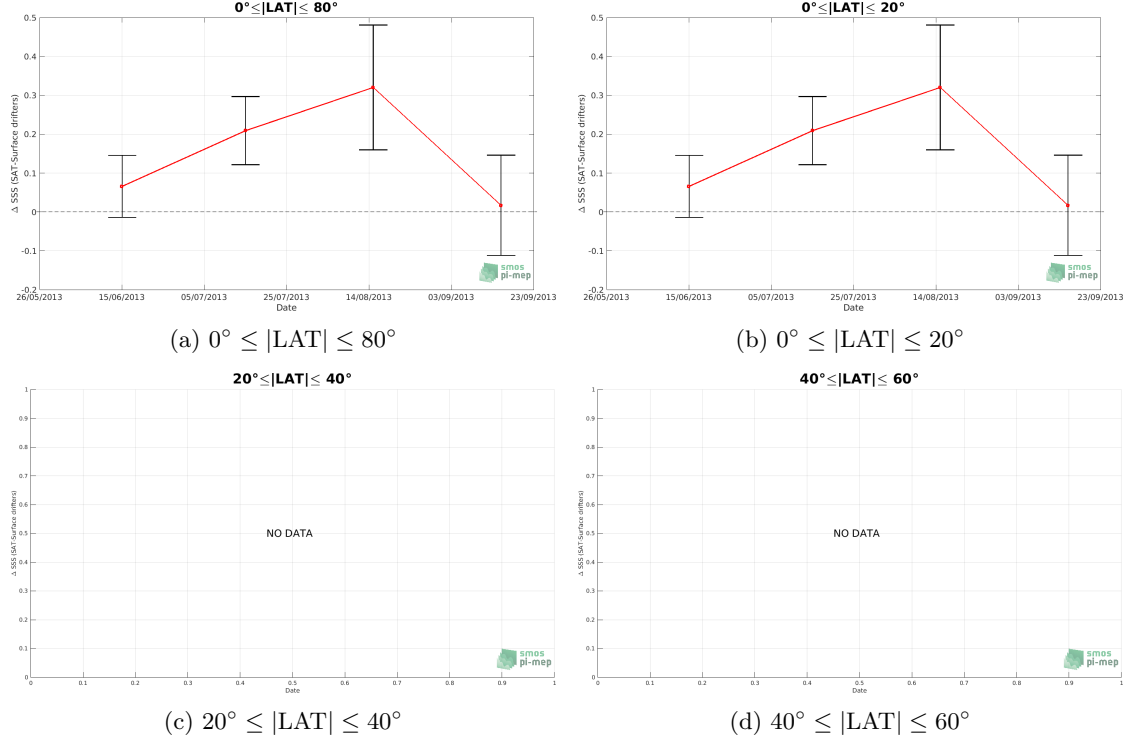 0°≤|LAT|≤ 80°
0.5
0.4
0.3
0.2
0.1
0
-0.1
-0.2
Δ SSS (SAT-Surface drifters)
26/05/2013 15/06/2013 05/07/2013 25/07/2013 14/08/2013 03/09/2013 23/09/2013
Date
smos
pi-mep
(a) 0° ≤ |LAT| ≤ 80°
0°≤|LAT|≤ 20°
0.5
0.4
0.3
0.2
0.1
0
-0.1
-0.2
Δ SSS (SAT-Surface drifters)
26/05/2013 15/06/2013 05/07/2013 25/07/2013 14/08/2013 03/09/2013 23/09/2013
Date
smos
pi-mep
(b) 0° ≤ |LAT| ≤ 20°
20°≤|LAT|≤ 40°
1
0.9
0.8
0.7
0.6
0.5
0.4
0.3
0.2
0.1
0
Δ SSS (SAT-Surface drifters)
NO DATA
0 0.1 0.2 0.3 0.4 0.5 0.6 0.7 0.8 0.9 1
Date
smos
pi-mep
(c) 20° ≤ |LAT| ≤ 40°
40°≤|LAT|≤ 60°
1
0.9
0.8
0.7
0.6
0.5
0.4
0.3
0.2
0.1
0
Δ SSS (SAT-Surface drifters)
NO DATA
0 0.1 0.2 0.3 0.4 0.5 0.6 0.7 0.8 0.9 1
Date
smos
pi-mep
(d) 40° ≤ |LAT| ≤ 60°